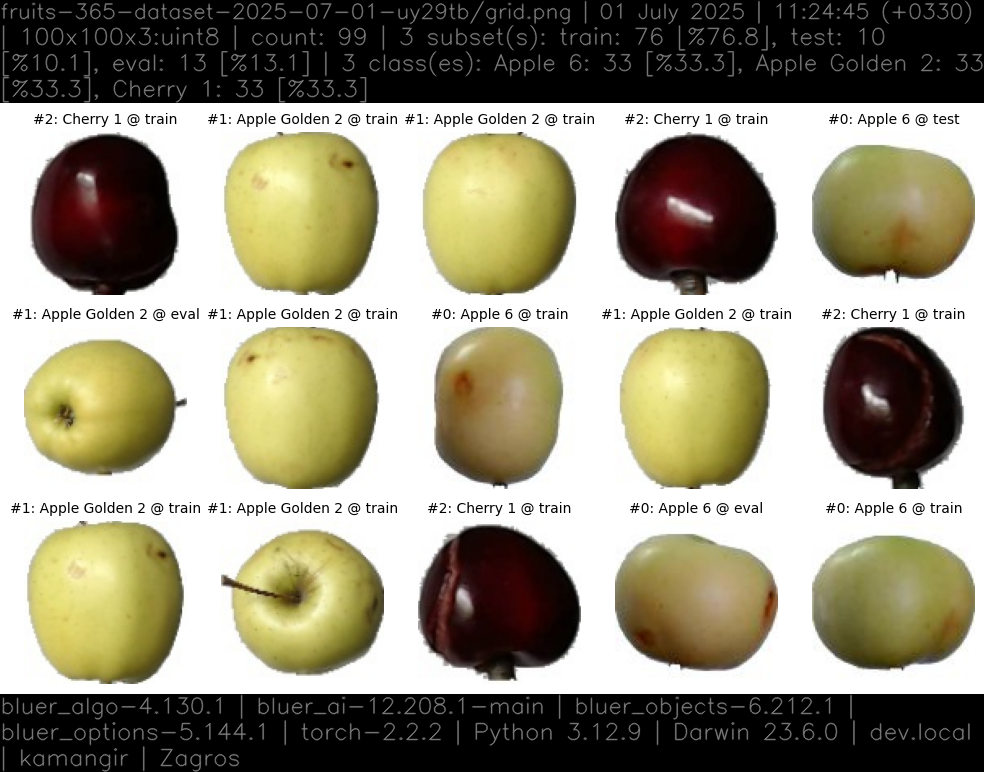 fruits-365-dataset-2025-07-01-uy29tb/grid.png | 01 July 2025 | 11:24:45 (+0330)
| 100x100x3:uint8 | count: 99 | 3 subset(s): train: 76 [%76.8], test: 10
[%10.1], eval: 13 [%13.1] | 3 class(es): Apple 6: 33 [%33.3], Apple Golden 2: 33
[%33.3], Cherry 1: 33 [%33.3]
#2: Cherry 1 @ train #1: Apple Golden 2 @ train #1: Apple Golden 2 @ train #2: Cherry 1 @ train #0: Apple 6 @ test
#1: Apple Golden 2 @ eval #1: Apple Golden 2 @ train #0: Apple 6 @ train #1: Apple Golden 2 @ train #2: Cherry 1 @ train
#1: Apple Golden 2 @ train #1: Apple Golden 2 @ train #2: Cherry 1 @ train #0: Apple 6 @ eval #0: Apple 6 @ train
bluer_algo-4.130.1 | bluer_ai-12.208.1-main | bluer_objects-6.212.1 |
bluer_options-5.144.1 | torch-2.2.2 | Python 3.12.9 | Darwin 23.6.0 | dev.local
| kamangir | Zagros